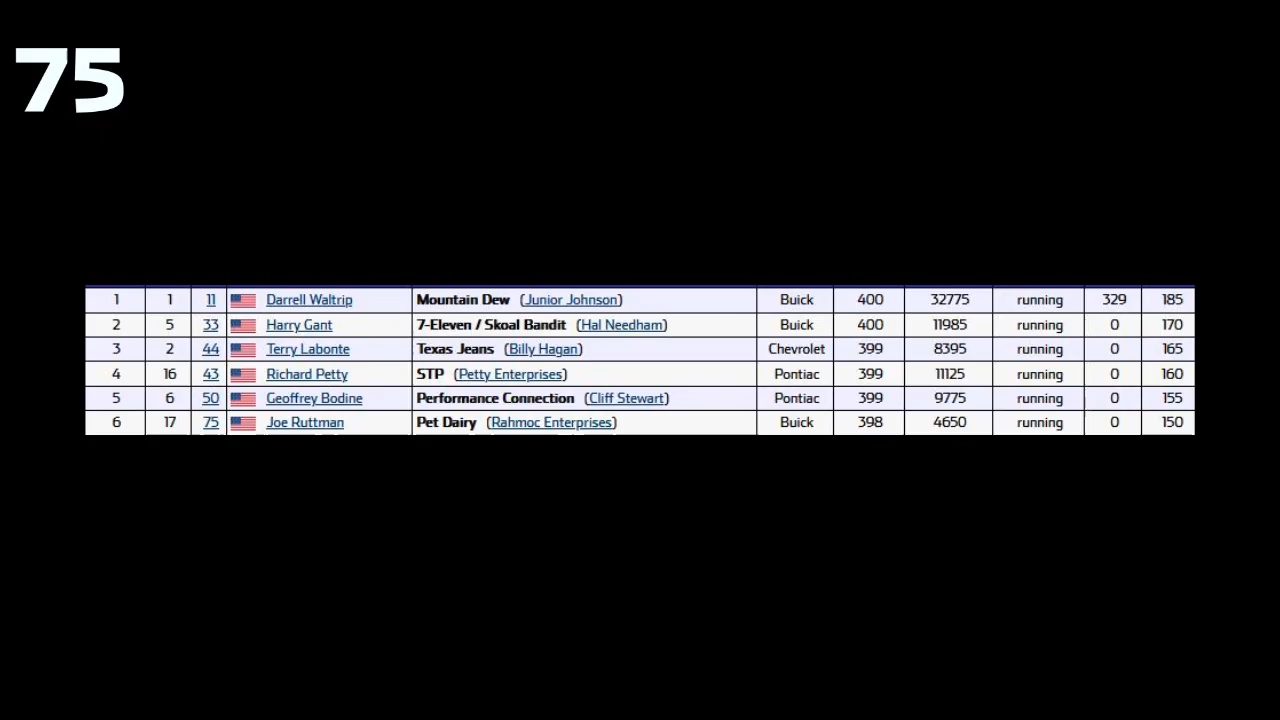 75
1 1 11 Darrell Waltrip Mountain Dew (Junior Johnson) Buick 400 32775 running 329 185
2 5 33 Harry Gant 7-Eleven / Skoal Bandit (Hal Needham) Buick 400 11985 running 0 170
3 2 44 Terry Labonte Texas Jeans (Billy Hagan) Chevrolet 399 8395 running 0 165
4 16 43 Richard Petty STP (Petty Enterprises) Pontiac 399 11125 running 0 160
5 6 50 Geoffrey Bodine Performance Connection (Cliff Stewart) Pontiac 399 9775 running 0 155
6 17 75 Joe Ruttman Pet Dairy (Rahmoc Enterprises) Buick 398 4650 running 0 150